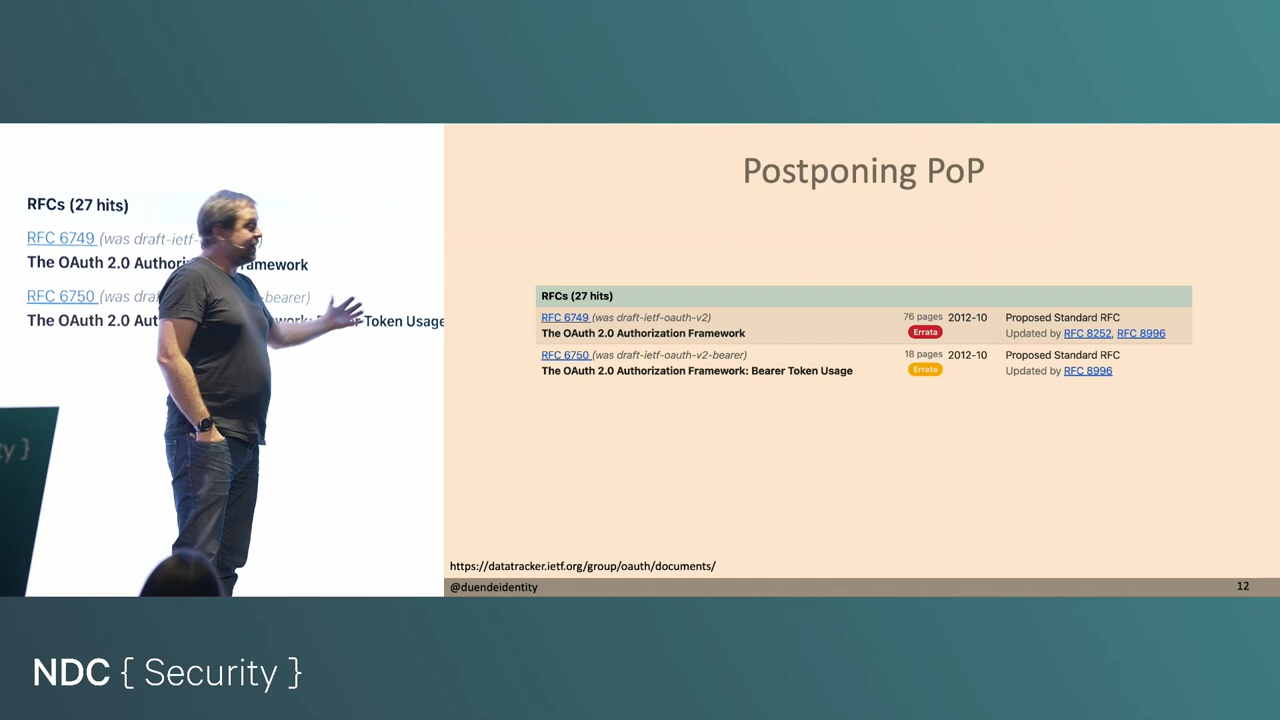 RFCs (27 hits)
RFC 6749 (was draft-ietf-
The OAuth 2.0 Authori amework
RFC 6750 (was dra -bearer)
The OAuth 2.0 Aut work: Token Usage
ty }
Postponing PoP
RFCs (27 hits)
RFC 6749 (was draft-ietf-oauth-v2) 76 pages 2012-10 Proposed Standard RFC
The OAuth 2.0 Authorization Framework Errata Updated by RFC 8252, RFC 8996
RFC 6750 (was draft-ietf-oauth-v2-bearer) 18 pages 2012-10 Proposed Standard RFC
The OAuth 2.0 Authorization Framework: Bearer Token Usage Errata Updated by RFC 8996
https://datatracker.ietf.org/group/oauth/documents/
@duendeidentity 12
NDC { Security }